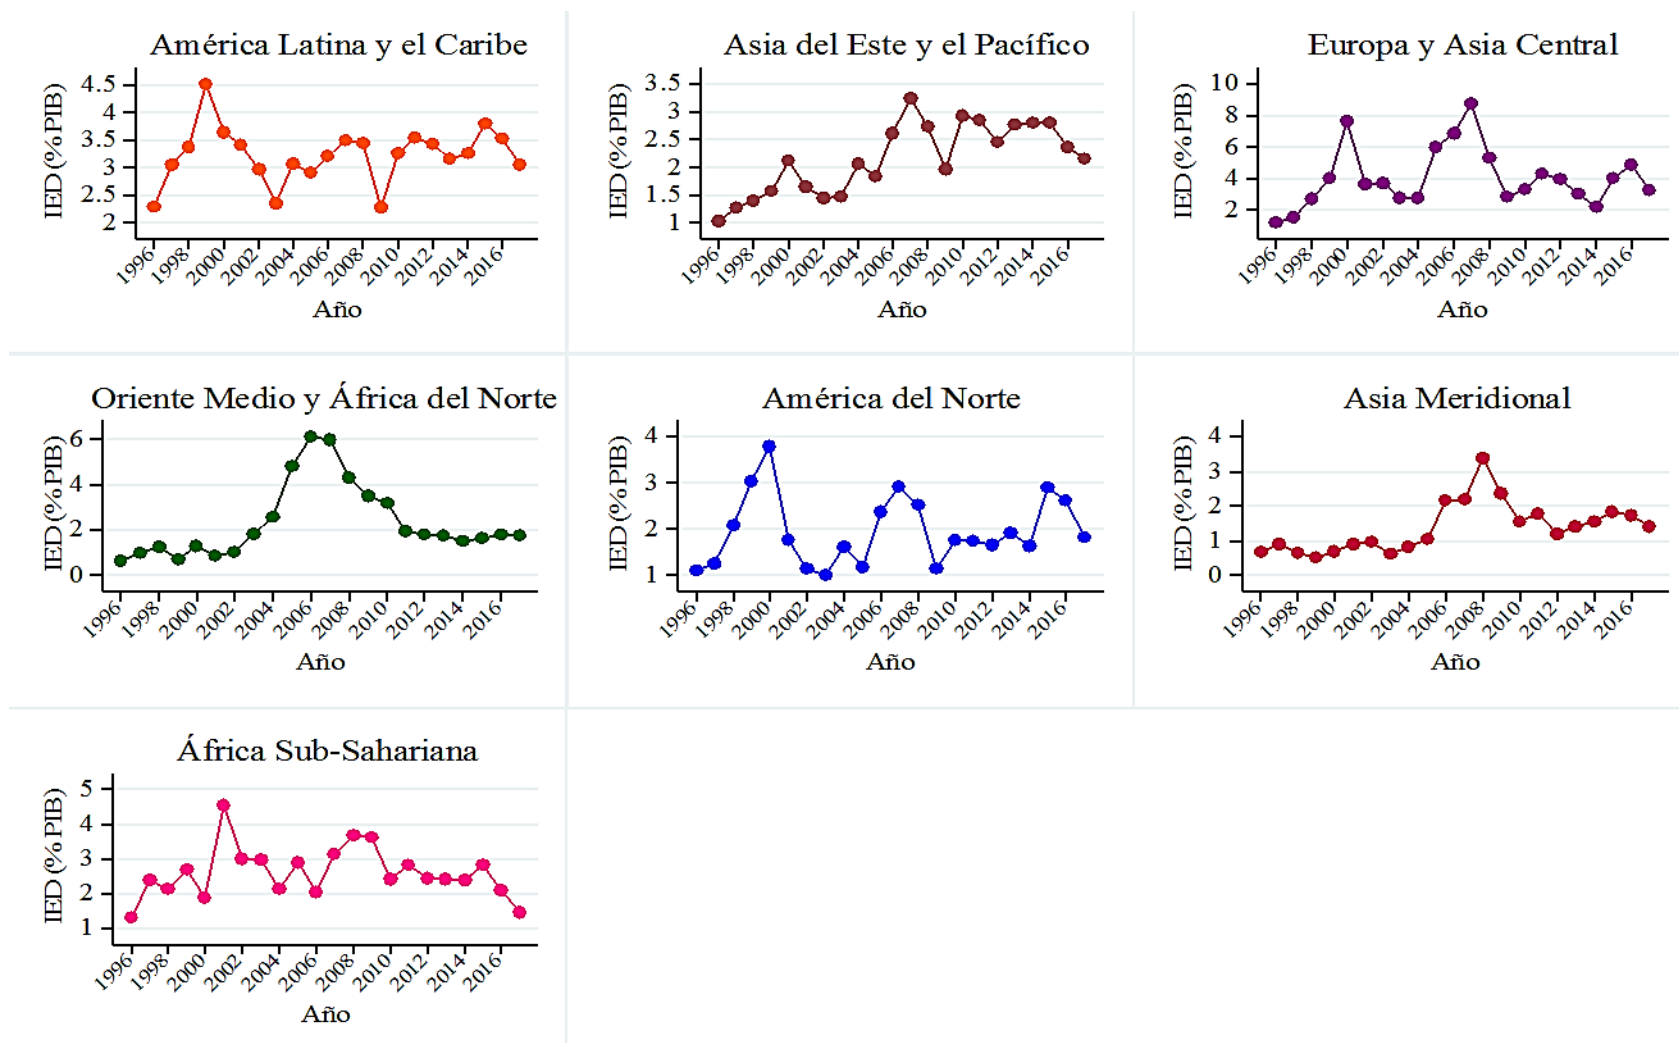 América Latina y el Caribe
IED (%PIB)
4.5
4
3.5
3
2.5
2
1996 1998 2000 2002 2004 2006 2008 2010 2012 2014 2016
Año
Asia del Este y el Pacífico
IED (%PIB)
3.5
3
2.5
2
1.5
1
1996 1998 2000 2002 2004 2006 2008 2010 2012 2014 2016
Año
Europa y Asia Central
IED (%PIB)
10
8
6
4
2
1996 1998 2000 2002 2004 2006 2008 2010 2012 2014 2016
Año
Oriente Medio y África del Norte
IED (%PIB)
6
4
2
0
1996 1998 2000 2002 2004 2006 2008 2010 2012 2014 2016
Año
América del Norte
IED (%PIB)
4
3
2
1
1996 1998 2000 2002 2004 2006 2008 2010 2012 2014 2016
Año
Asia Meridional
IED (%PIB)
4
3
2
1
0
1996 1998 2000 2002 2004 2006 2008 2010 2012 2014 2016
Año
África Sub-Sahariana
IED (%PIB)
5
4
3
2
1
1996 1998 2000 2002 2004 2006 2008 2010 2012 2014 2016
Año